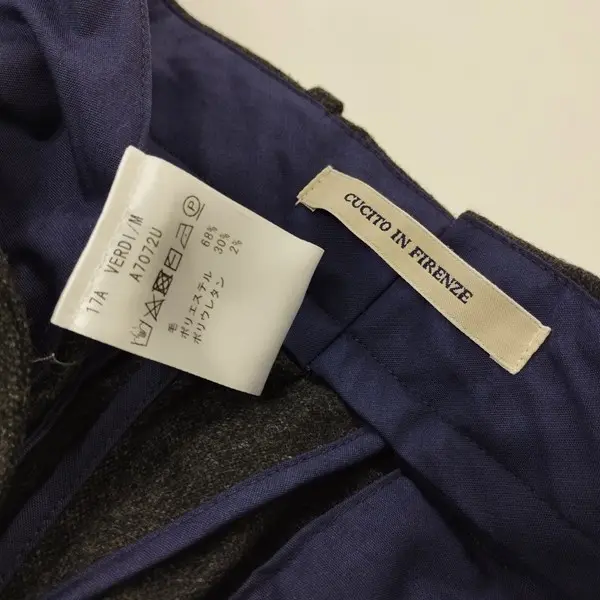 17A VERDI/M
A7072U
毛 68%
ポリエステル 30%
ポリウレタン 2%
CUCITO IN FIRENZE